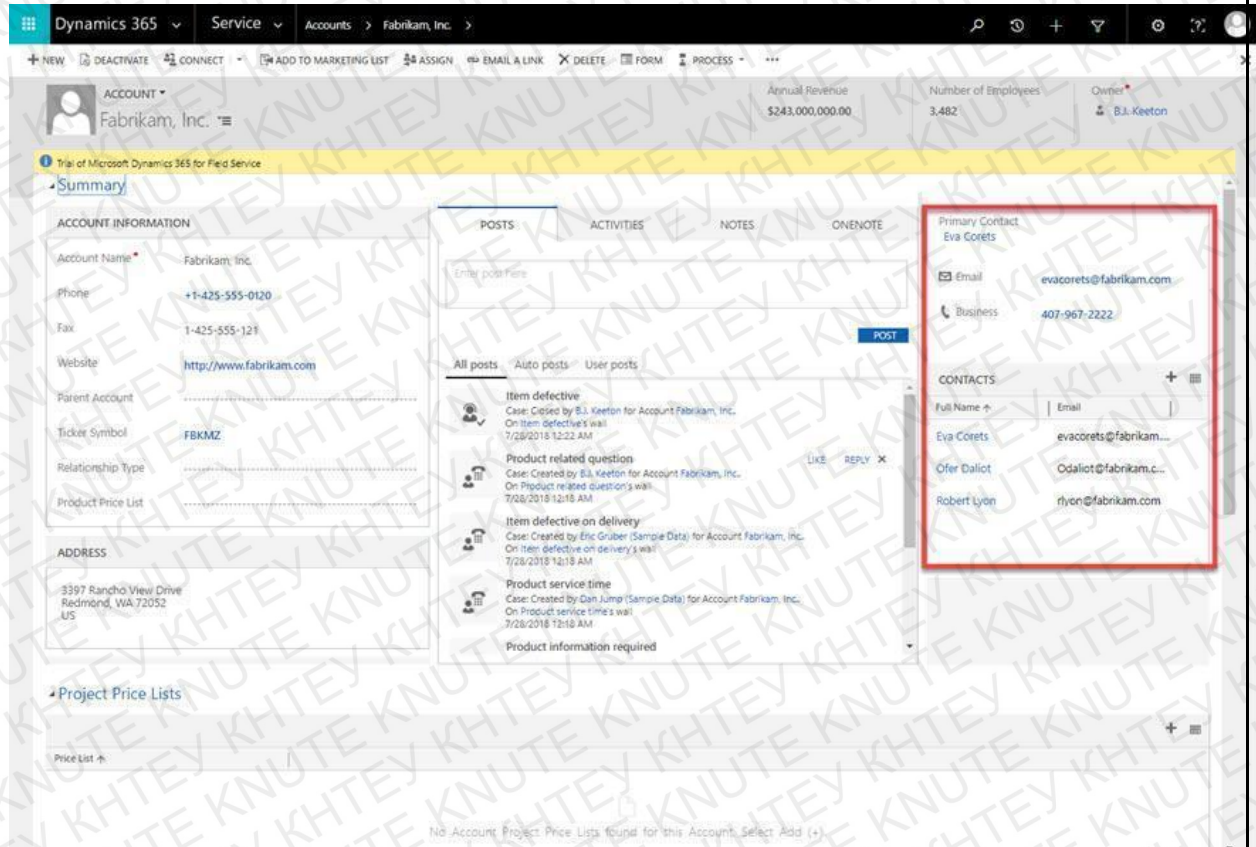 Dynamics 365 Service Accounts > Fabrikam, Inc. >
+ NEW DEACTIVATE CONNECT ADD TO MARKETING LIST ASSIGN EMAIL A LINK DELETE FORM PROCESS ...
ACCOUNT
Fabrikam, Inc.
Annual Revenue
$243,000,000.00
Number of Employees
3,482
Owner*
B.J. Keeton
Trial of Microsoft Dynamics 365 for Field Service
Summary
ACCOUNT INFORMATION
Account Name* Fabrikam, Inc.
Phone +1-425-555-0120
Fax 1-425-555-121
Website http://www.fabrikam.com
Parent Account
Ticker Symbol FBKMZ
Relationship Type
Product Price List
ADDRESS
3397 Rancho View Drive
Redmond, WA 72052
US
POSTS ACTIVITIES NOTES ONENOTE
Enter post here
POST
All posts Auto posts User posts
Item defective
Case: Closed by B.J. Keeton for Account Fabrikam, Inc..
On Item defective's wall
7/28/2018 12:22 AM
Product related question LIKE REPLY X
Case: Created by B.J. Keeton for Account Fabrikam, Inc..
On Product related question's wall
7/28/2018 12:18 AM
Item defective on delivery
Case: Created by Eric Gruber (Sample Data) for Account Fabrikam, Inc..
On Item defective on delivery's wall
7/28/2018 12:18 AM
Product service time
Case: Created by Dan Jump (Sample Data) for Account Fabrikam, Inc..
On Product service time's wall
7/28/2018 12:18 AM
Product information required
Primary Contact
Eva Corets
Email evacorets@fabrikam.com
Business 407-967-2222
CONTACTS
Full Name ↑ Email
Eva Corets evacorets@fabrikam....
Ofer Daliot Odaliot@fabrikam.c...
Robert Lyon rlyon@fabrikam.com
Project Price Lists
Price List ↑
No Account Project Price Lists found for this Account. Select Add (+).